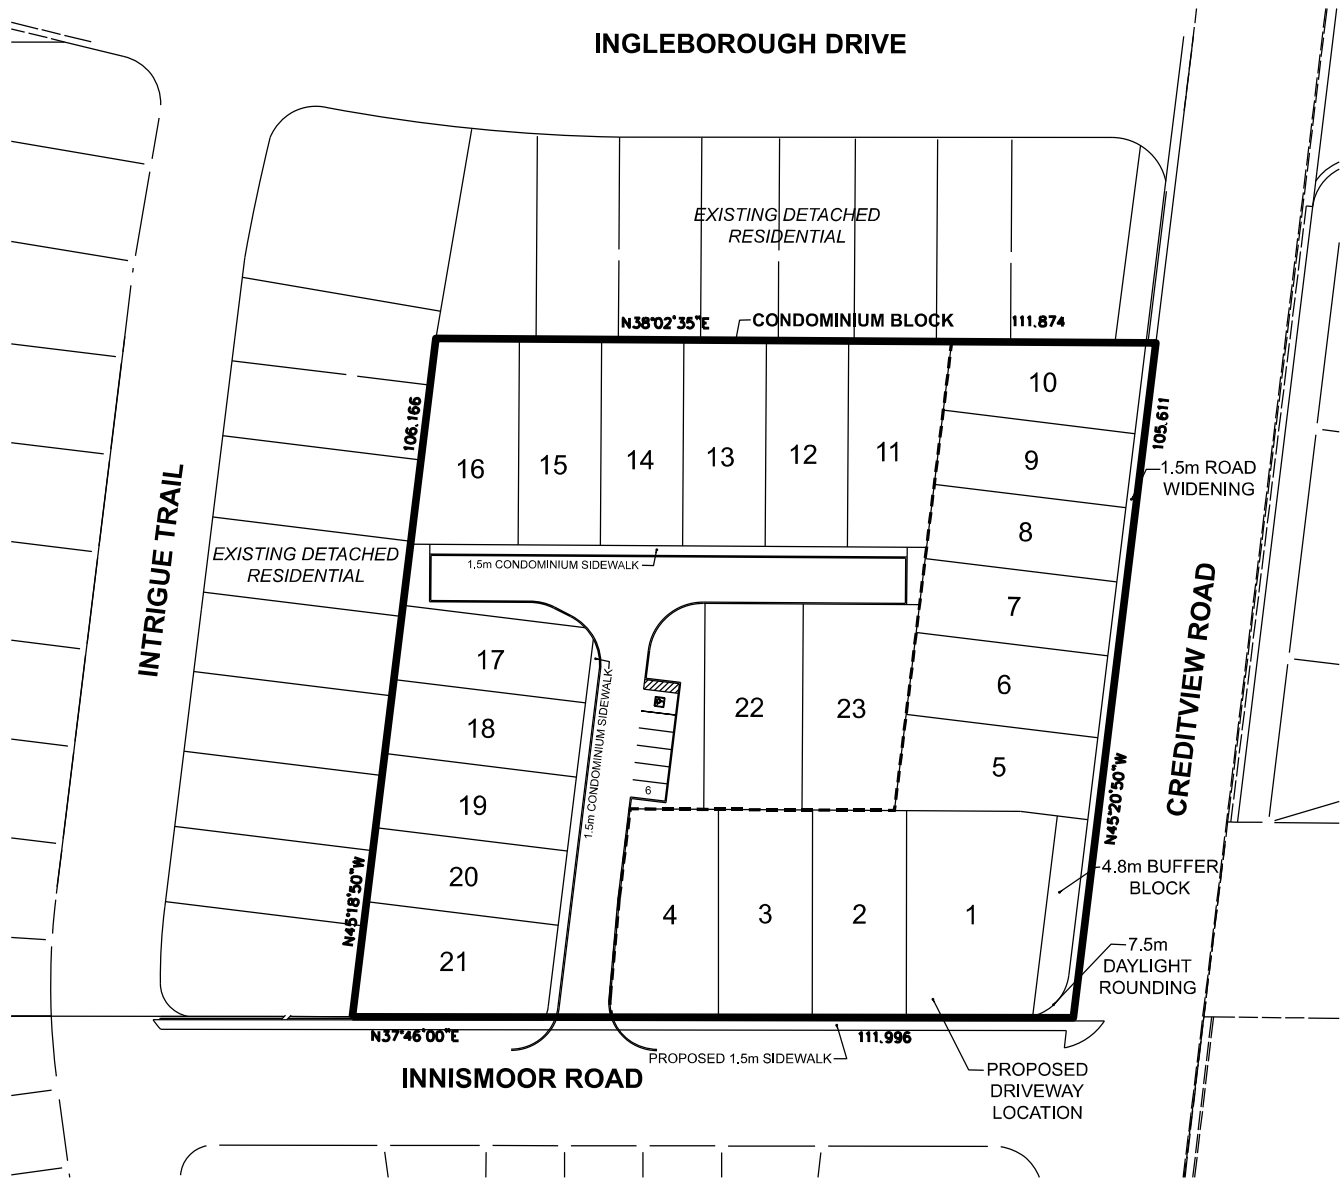 INGLEBOROUGH DRIVE
EXISTING DETACHED
RESIDENTIAL
N38°02'35"E
CONDOMINIUM BLOCK
111.874
10
106.166
105.611
16
15
14
13
12
11
9
1.5m ROAD
WIDENING
8
INTRIGUE TRAIL
EXISTING DETACHED
RESIDENTIAL
1.5m CONDOMINIUM SIDEWALK
7
CREDITVIEW ROAD
17
1.5m CONDOMINIUM SIDEWALK
6
18
22
23
5
19
6
N45°20'50"W
20
N45°18'50"W
4.8m BUFFER
BLOCK
4
3
2
1
21
7.5m
DAYLIGHT
ROUNDING
N37°46'00"E
111.996
PROPOSED 1.5m SIDEWALK
INNISMOOR ROAD
PROPOSED
DRIVEWAY
LOCATION